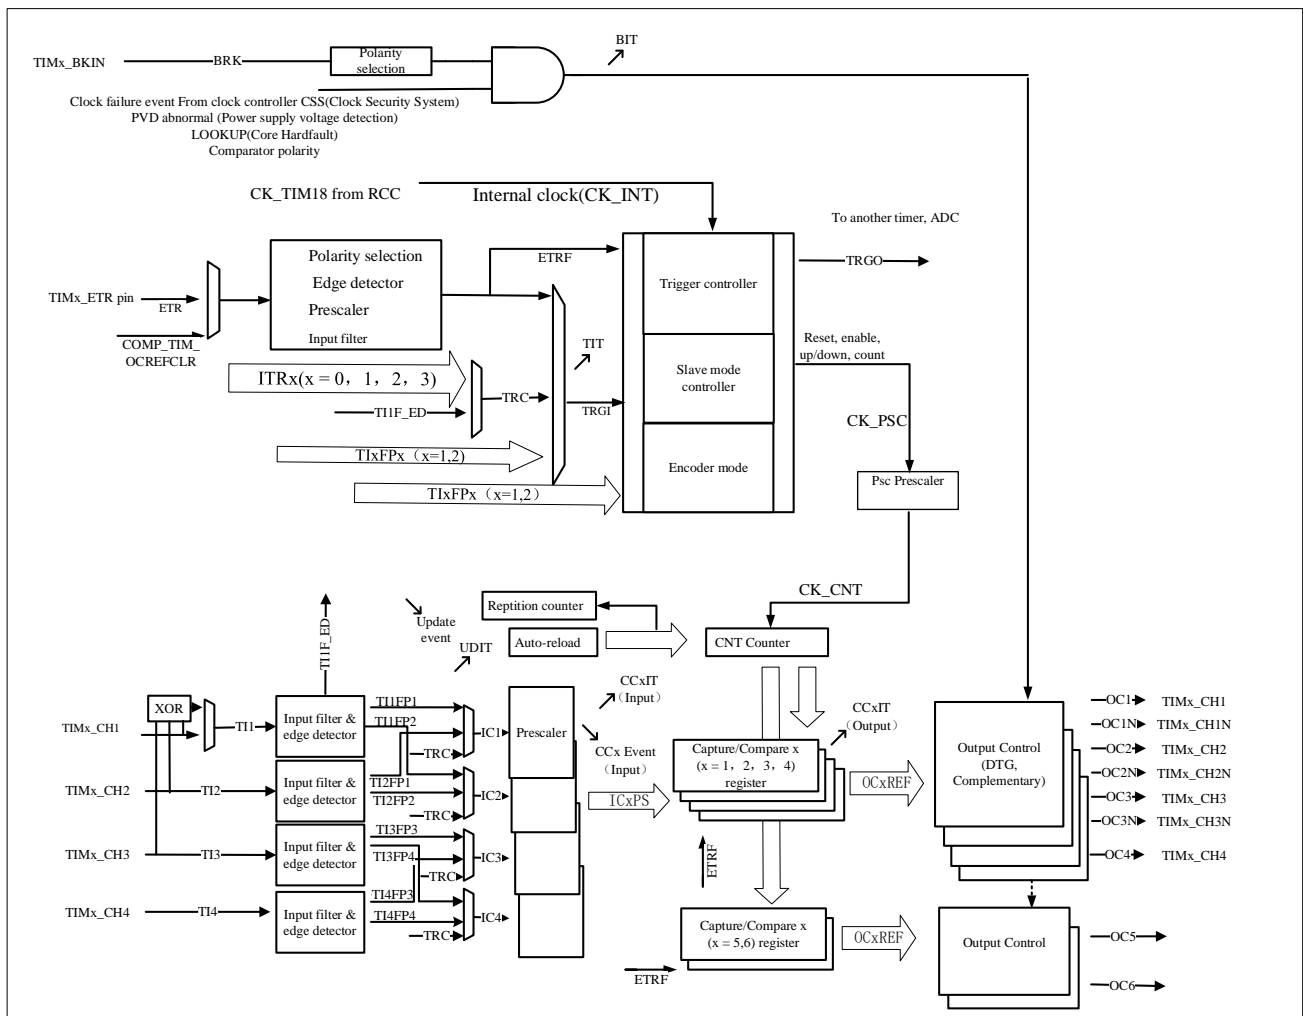 BIT
TIMx_BKIN
BRK
Polarity
selection
Clock failure event From clock controller CSS(Clock Security System)
PVD abnormal (Power supply voltage detection)
LOOKUP(Core Hardfault)
Comparator polarity
CK_TIM18 from RCC
Internal clock(CK_INT)
To another timer, ADC
TRGO
Polarity selection
Edge detector
Prescaler
Input filter
ETRF
Trigger controller
TIMx_ETR pin
ETR
COMP_TIM_
OCREFCLR
TIT
Reset, enable,
up/down, count
Slave mode
controller
ITRx(x = 0, 1, 2, 3)
TRC
TI1F_ED
TRGI
CK_PSC
TIxFPx（x=1,2)
Encoder mode
TIxFPx（x=1,2）
Psc Prescaler
CK_CNT
TI1F_ED
Update
event
UDIT
Reptition counter
Auto-reload
CNT Counter
CCxIT
（Input)
CCxIT
（Output)
CCx Event
(Input)
XOR
TIMx_CH1
TI1
Input filter &
edge detector
TI1FP1
TI1FP2
TRC
IC1
Prescaler
TIMx_CH2
TI2
Input filter &
edge detector
TI2FP1
TI2FP2
TRC
IC2
ICxPS
TIMx_CH3
TI3
Input filter &
edge detector
TI3FP3
TI3FP4
TRC
IC3
TIMx_CH4
TI4
Input filter &
edge detector
TI4FP3
TI4FP4
TRC
IC4
Capture/Compare x
(x = 1, 2, 3, 4)
register
OCxREF
Output Control
(DTG,
Complementary)
OC1
TIMx_CH1
OC1N
TIMx_CH1N
OC2
TIMx_CH2
OC2N
TIMx_CH2N
OC3
TIMx_CH3
OC3N
TIMx_CH3N
OC4
TIMx_CH4
ETRF
Capture/Compare x
(x = 5,6) register
ETRF
OCxREF
Output Control
OC5
OC6